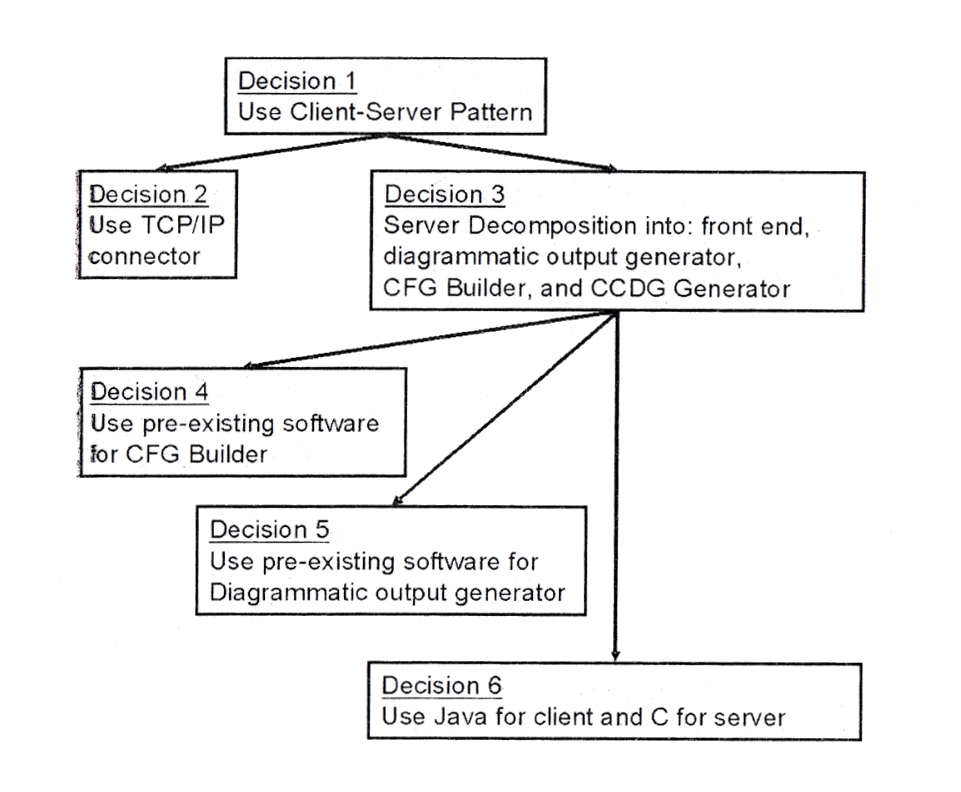 Decision 1
Use Client-Server Pattern
Decision 2
Use TCP/IP
connector
Decision 3
Server Decomposition into: front end,
diagrammatic output generator,
CFG Builder, and CCDG Generator
Decision 4
Use pre-existing software
for CFG Builder
Decision 5
Use pre-existing software for
Diagrammatic output generator
Decision 6
Use Java for client and C for server